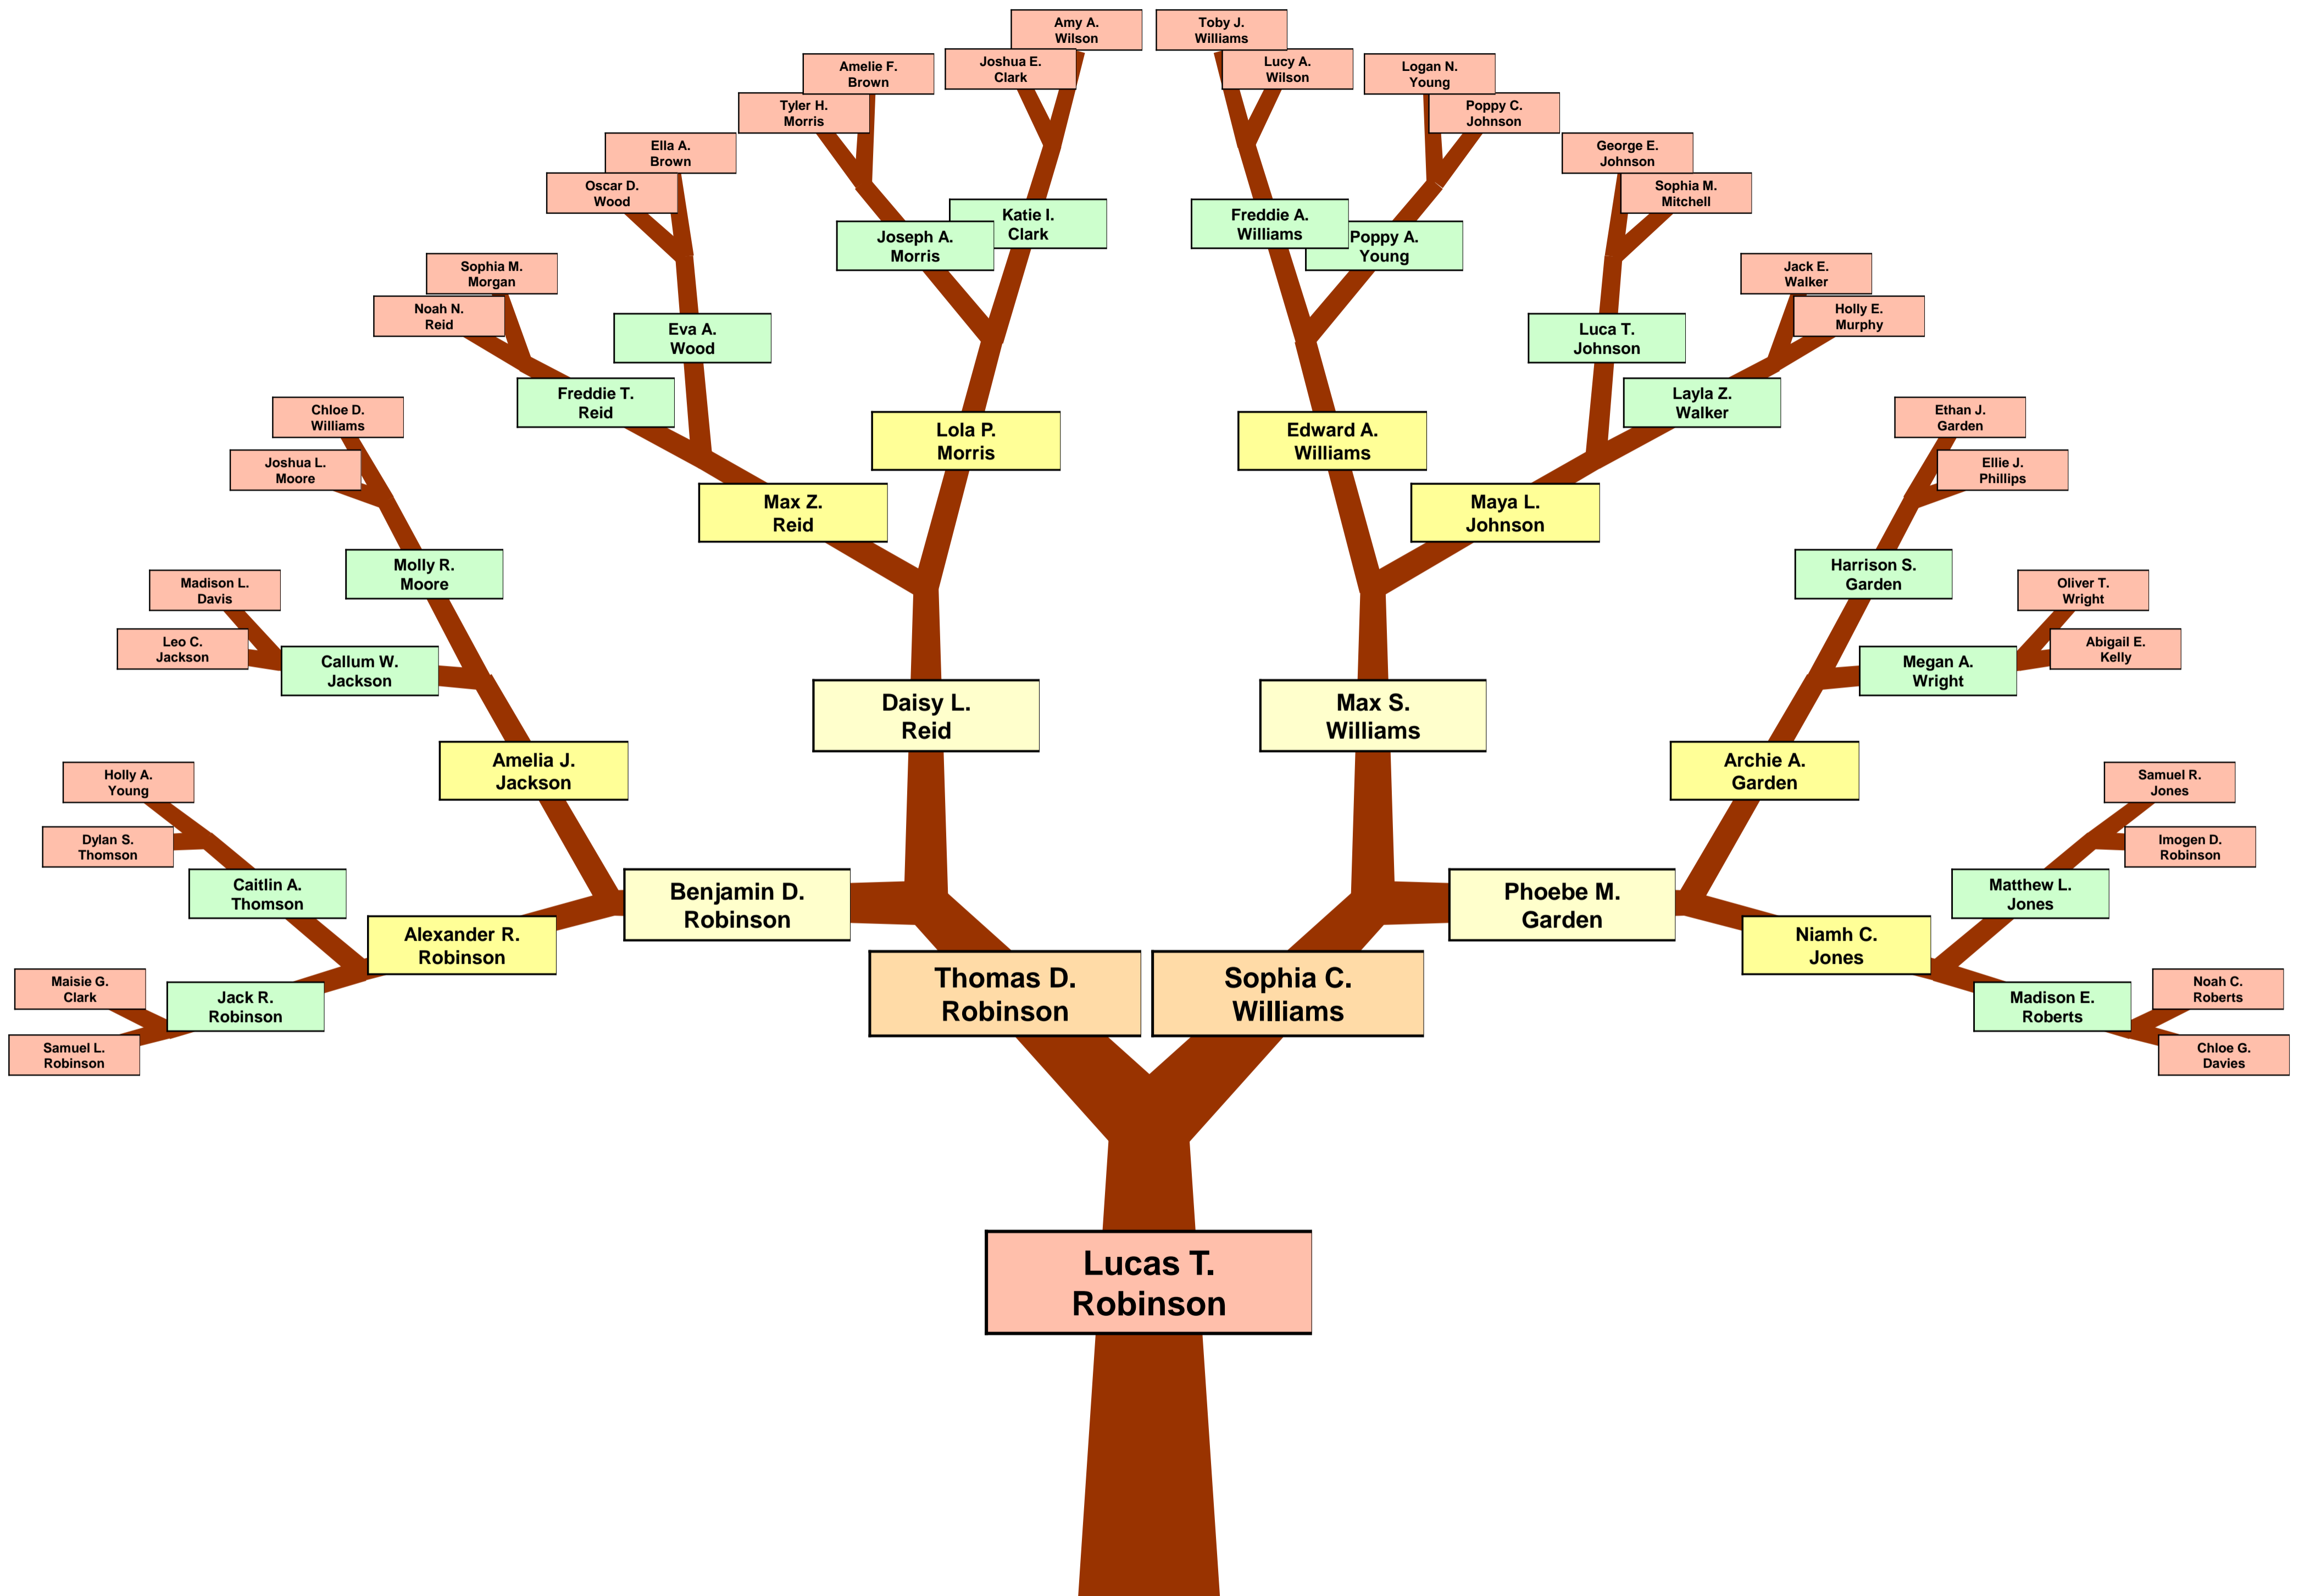 Amy A.
Wilson
Toby J.
Williams
Joshua E.
Clark
Lucy A.
Wilson
Amelie F.
Brown
Logan N.
Young
Tyler H.
Morris
Poppy C.
Johnson
Ella A.
Brown
George E.
Johnson
Oscar D.
Wood
Sophia M.
Mitchell
Katie I.
Clark
Freddie A.
Williams
Joseph A.
Morris
Poppy A.
Young
Sophia M.
Morgan
Jack E.
Walker
Noah N.
Reid
Holly E.
Murphy
Eva A.
Wood
Luca T.
Johnson
Freddie T.
Reid
Layla Z.
Walker
Chloe D.
Williams
Ethan J.
Garden
Lola P.
Morris
Edward A.
Williams
Joshua L.
Moore
Ellie J.
Phillips
Max Z.
Reid
Maya L.
Johnson
Molly R.
Moore
Harrison S.
Garden
Madison L.
Davis
Oliver T.
Wright
Leo C.
Jackson
Abigail E.
Kelly
Callum W.
Jackson
Megan A.
Wright
Daisy L.
Reid
Max S.
Williams
Amelia J.
Jackson
Archie A.
Garden
Holly A.
Young
Samuel R.
Jones
Dylan S.
Thomson
Imogen D.
Robinson
Caitlin A.
Thomson
Benjamin D.
Robinson
Phoebe M.
Garden
Matthew L.
Jones
Alexander R.
Robinson
Niamh C.
Jones
Maisie G.
Clark
Jack R.
Robinson
Thomas D.
Robinson
Sophia C.
Williams
Madison E.
Roberts
Noah C.
Roberts
Samuel L.
Robinson
Chloe G.
Davies
Lucas T.
Robinson